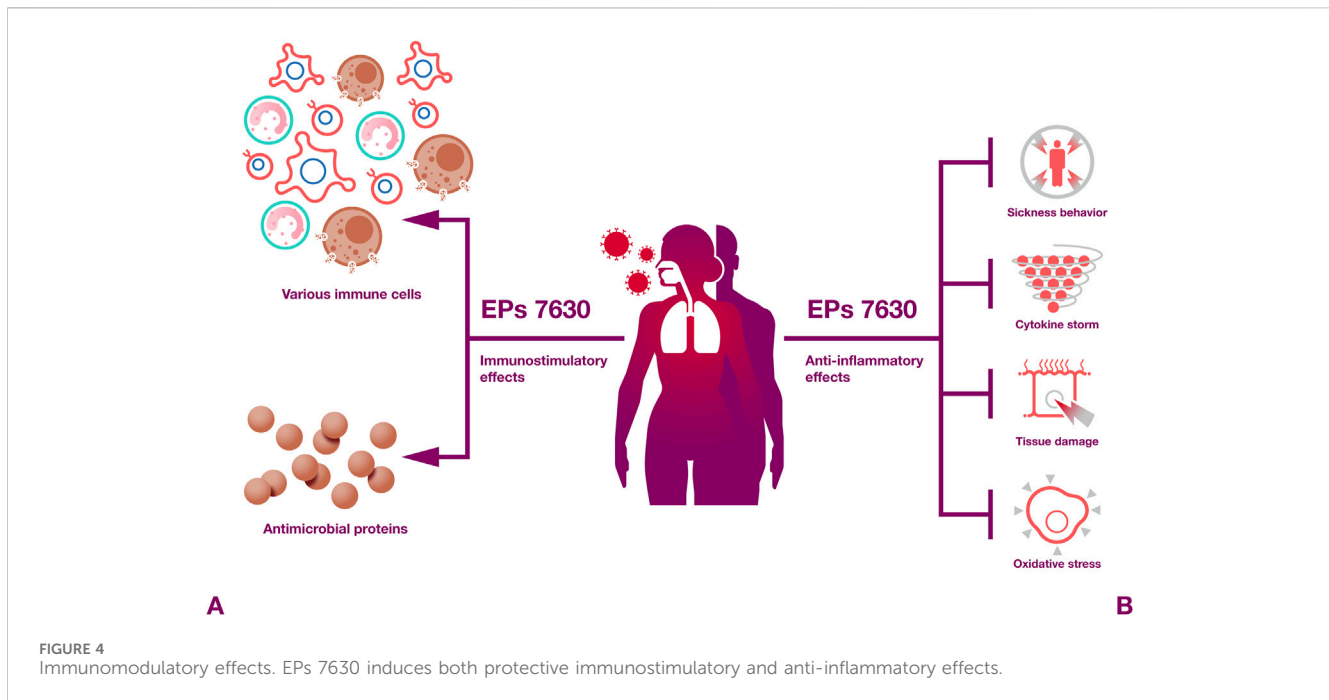 Various immune cells
EPs 7630
Immunostimulatory
effects
Antimicrobial proteins
A
EPs 7630
Anti-inflammatory
effects
Sickness behavior
Cytokine storm
Tissue damage
Oxidative stress
B
FIGURE 4
Immunomodulatory effects. EPs 7630 induces both protective immunostimulatory and anti-inflammatory effects.